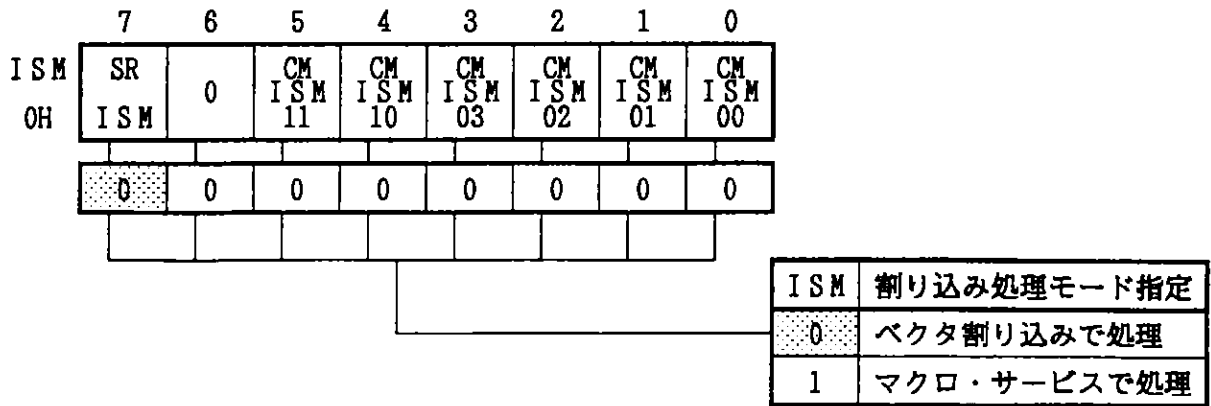 7 6 5 4 3 2 1 0
ISM SR 0 CM CM CM CM CM CM
ISM ISM ISM ISM ISM ISM
0H ISM 11 10 03 02 01 00
0 0 0 0 0 0 0 0
ISM 割り込み処理モード指定
0 ベクタ割り込みで処理
1 マクロ・サービスで処理